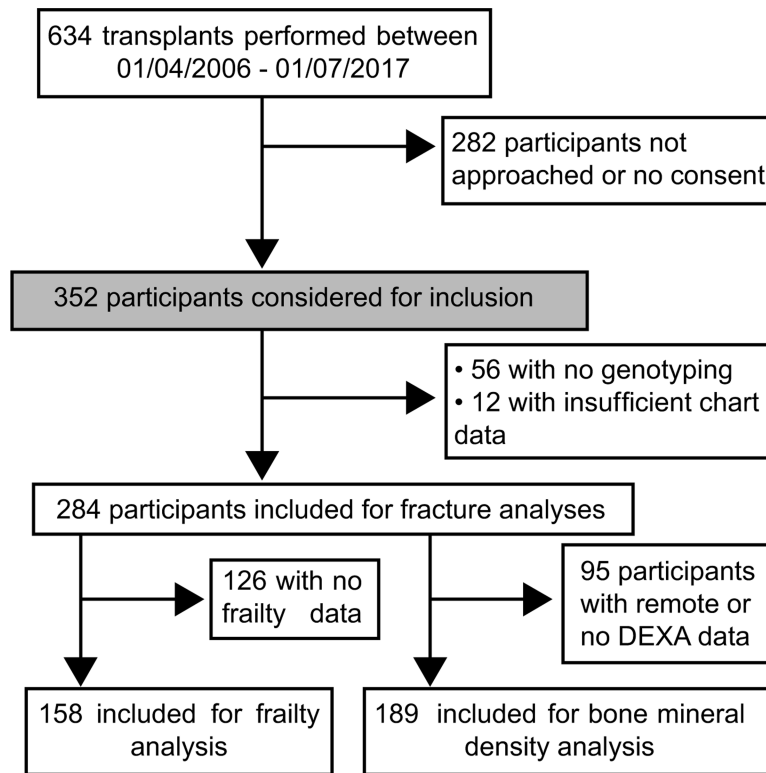 634 transplants performed between
01/04/2006 - 01/07/2017
282 participants not
approached or no consent
352 participants considered for inclusion
• 56 with no genotyping
• 12 with insufficient chart
data
284 participants included for fracture analyses
126 with no
frailty data
95 participants
with remote or
no DEXA data
158 included for frailty
analysis
189 included for bone mineral
density analysis